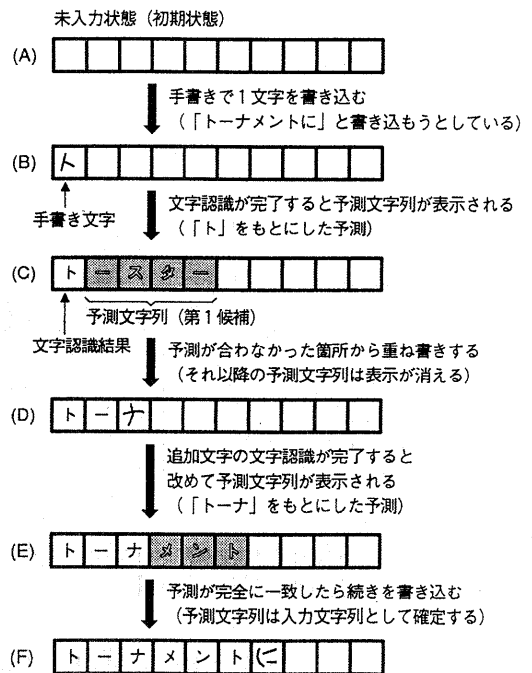 未入力状態（初期状態）
(A)
手書きで1文字を書き込む
（「トーナメントに」と書き込もうとしている）
(B) ト
手書き文字
文字認識が完了すると予測文字列が表示される
（「ト」をもとにした予測）
(C) トースター
予測文字列（第1候補）
文字認識結果
予測が合わなかった箇所から重ね書きする
（それ以降の予測文字列は表示が消える）
(D) トーナ
追加文字の文字認識が完了すると
改めて予測文字列が表示される
（「トーナ」をもとにした予測）
(E) トーナメント
予測が完全に一致したら続きを書き込む
（予測文字列は入力文字列として確定する）
(F) トーナメントに